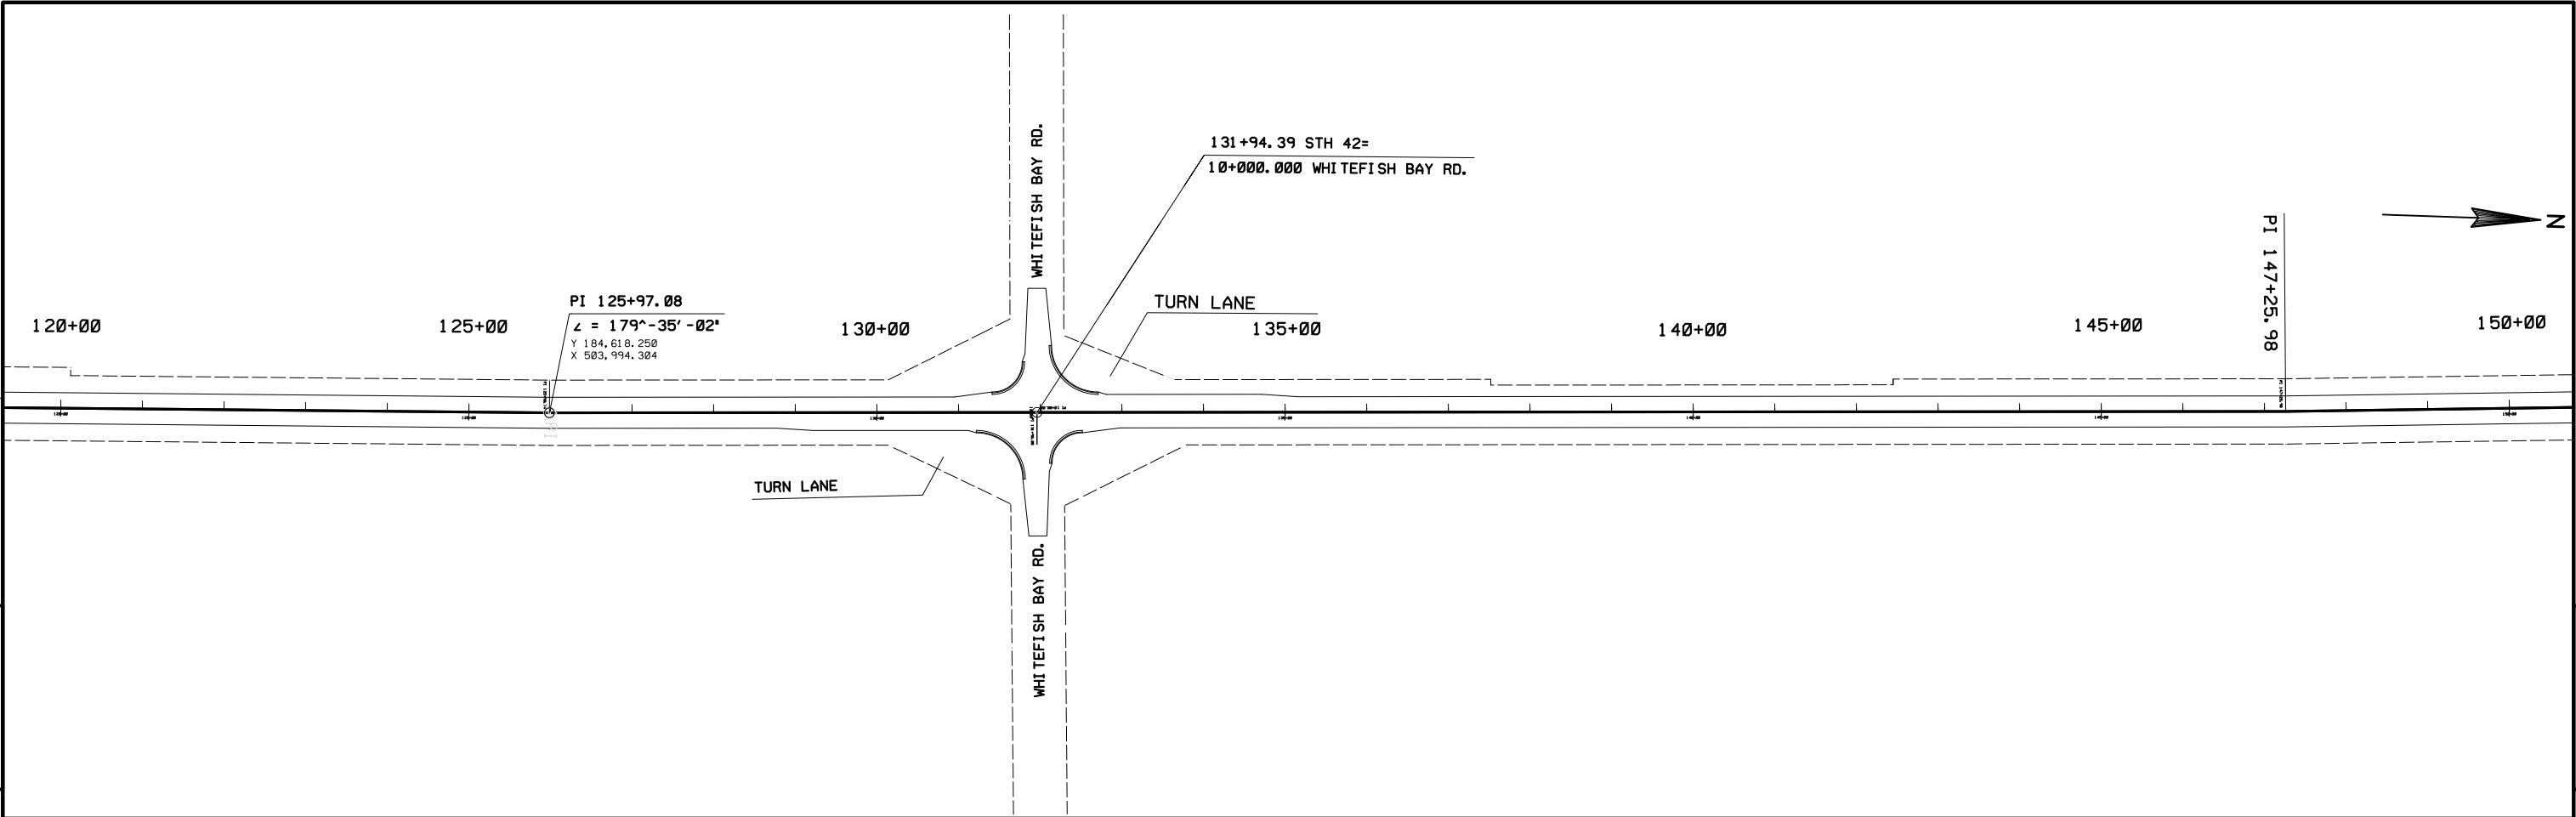 WHITEFISH BAY RD.
131+94.39 STH 42=
10+000.000 WHITEFISH BAY RD.
N
PI 147+25.98
PI 125+97.08
∠ = 179^-35'-02"
Y 184,618.250
X 503,994.304
TURN LANE
120+00
125+00
130+00
135+00
140+00
145+00
150+00
PI
TURN LANE
WHITEFISH BAY RD.